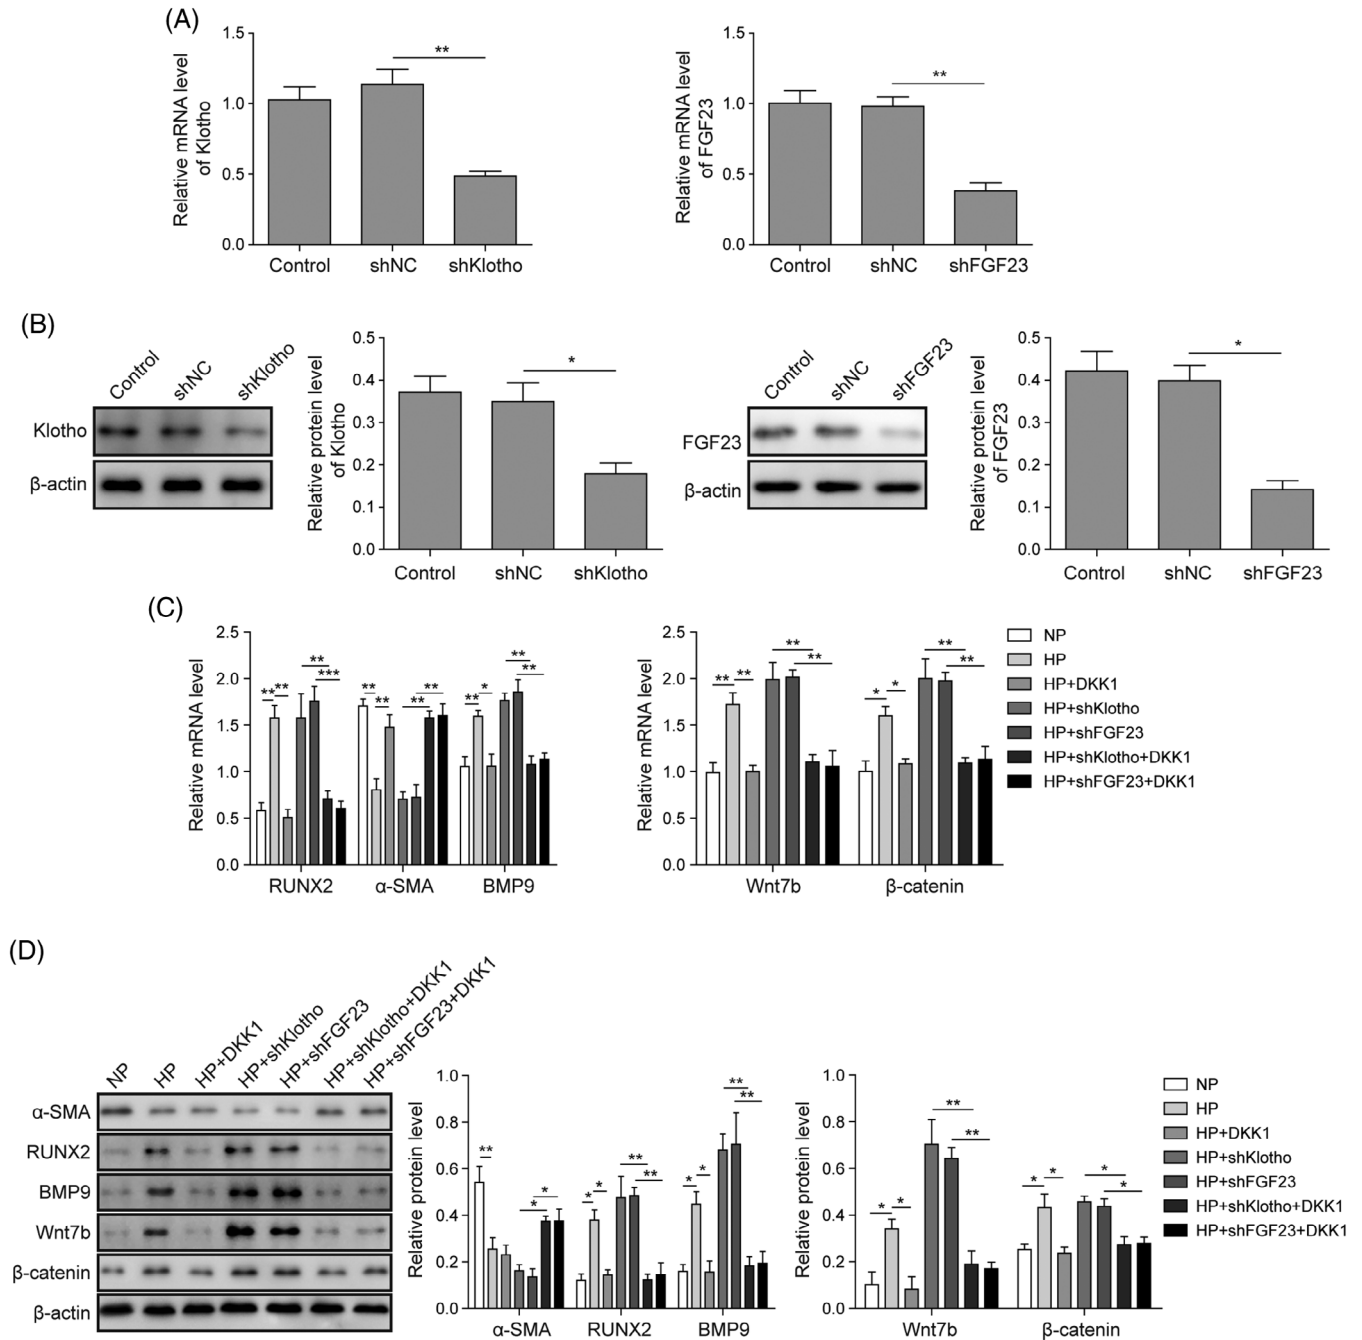 (A)
Relative mRNA level
of Klotho
1.5
1.0
0.5
0.0
**
Control
shNC
shKlotho
Relative mRNA level
of FGF23
1.5
1.0
0.5
0.0
**
Control
shNC
shFGF23
(B)
Control
shNC
shKlotho
Klotho
β-actin
Relative protein level
of Klotho
0.5
0.4
0.3
0.2
0.1
0.0
*
Control
shNC
shKlotho
Control
shNC
shFGF23
FGF23
β-actin
Relative protein level
of FGF23
0.5
0.4
0.3
0.2
0.1
0.0
*
Control
shNC
shFGF23
(C)
Relative mRNA level
2.5
2.0
1.5
1.0
0.5
0.0
** ** ** ***
** ** ** **
** * ** **
RUNX2
α-SMA
BMP9
Relative mRNA level
2.5
2.0
1.5
1.0
0.5
0.0
** ** ** **
* * ** **
Wnt7b
β-catenin
NP
HP
HP+DKK1
HP+shKlotho
HP+shFGF23
HP+shKlotho+DKK1
HP+shFGF23+DKK1
(D)
NP
HP
HP+DKK1
HP+shKlotho
HP+shFGF23
HP+shKlotho+DKK1
HP+shFGF23+DKK1
α-SMA
RUNX2
BMP9
Wnt7b
β-catenin
β-actin
Relative protein level
1.0
0.8
0.6
0.4
0.2
0.0
** * *
* * ** **
* * ** **
α-SMA
RUNX2
BMP9
Relative protein level
1.0
0.8
0.6
0.4
0.2
0.0
* * ** **
* * * *
Wnt7b
β-catenin
NP
HP
HP+DKK1
HP+shKlotho
HP+shFGF23
HP+shKlotho+DKK1
HP+shFGF23+DKK1